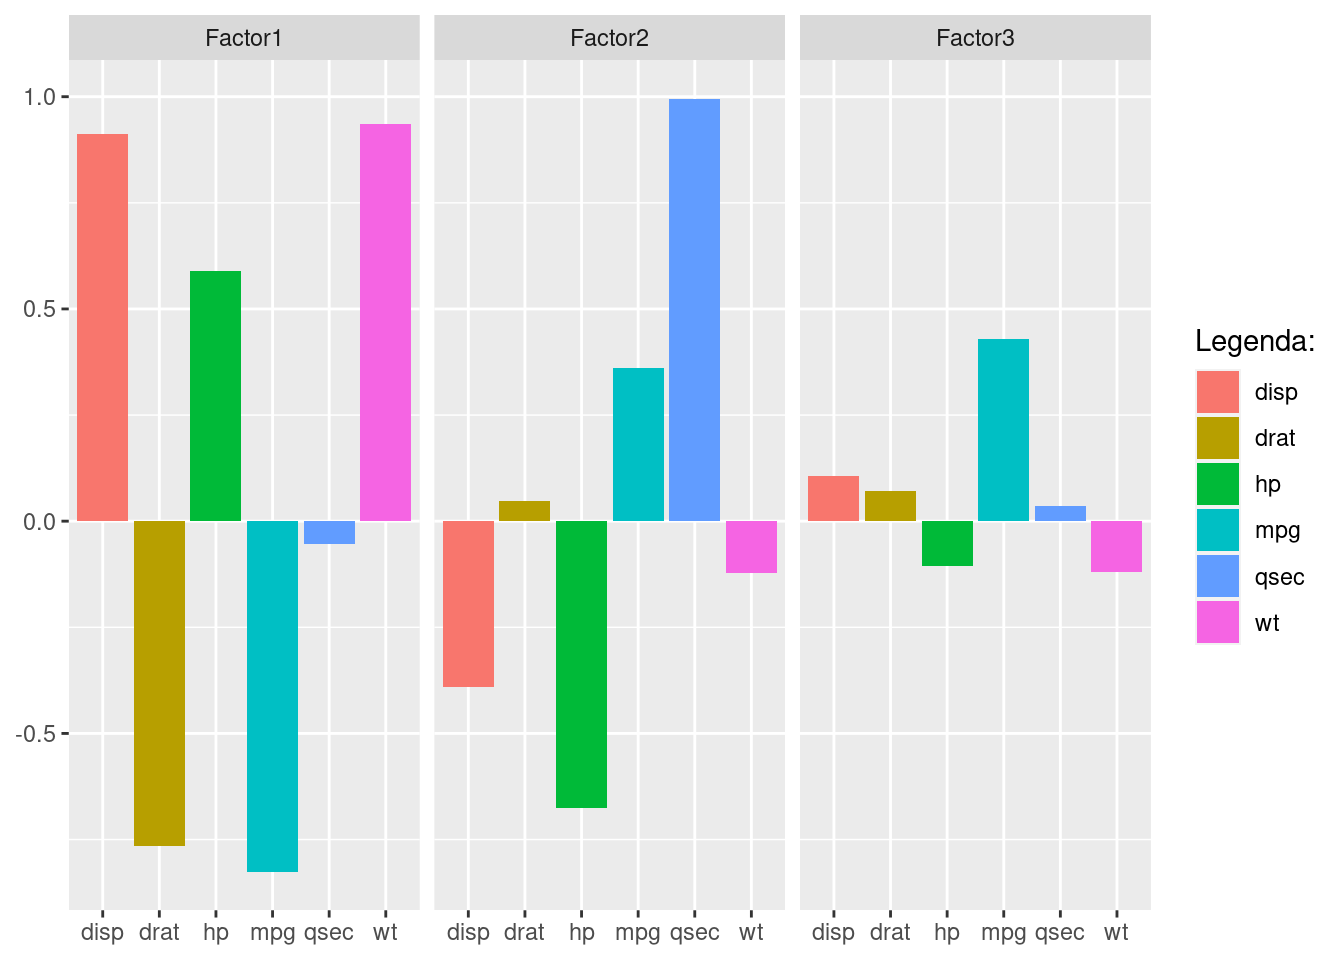 Factor1 Factor2 Factor3
1.0
0.5
0.0
-0.5
disp drat hp mpg qsec wt disp drat hp mpg qsec wt disp drat hp mpg qsec wt
Legenda:
disp
drat
hp
mpg
qsec
wt